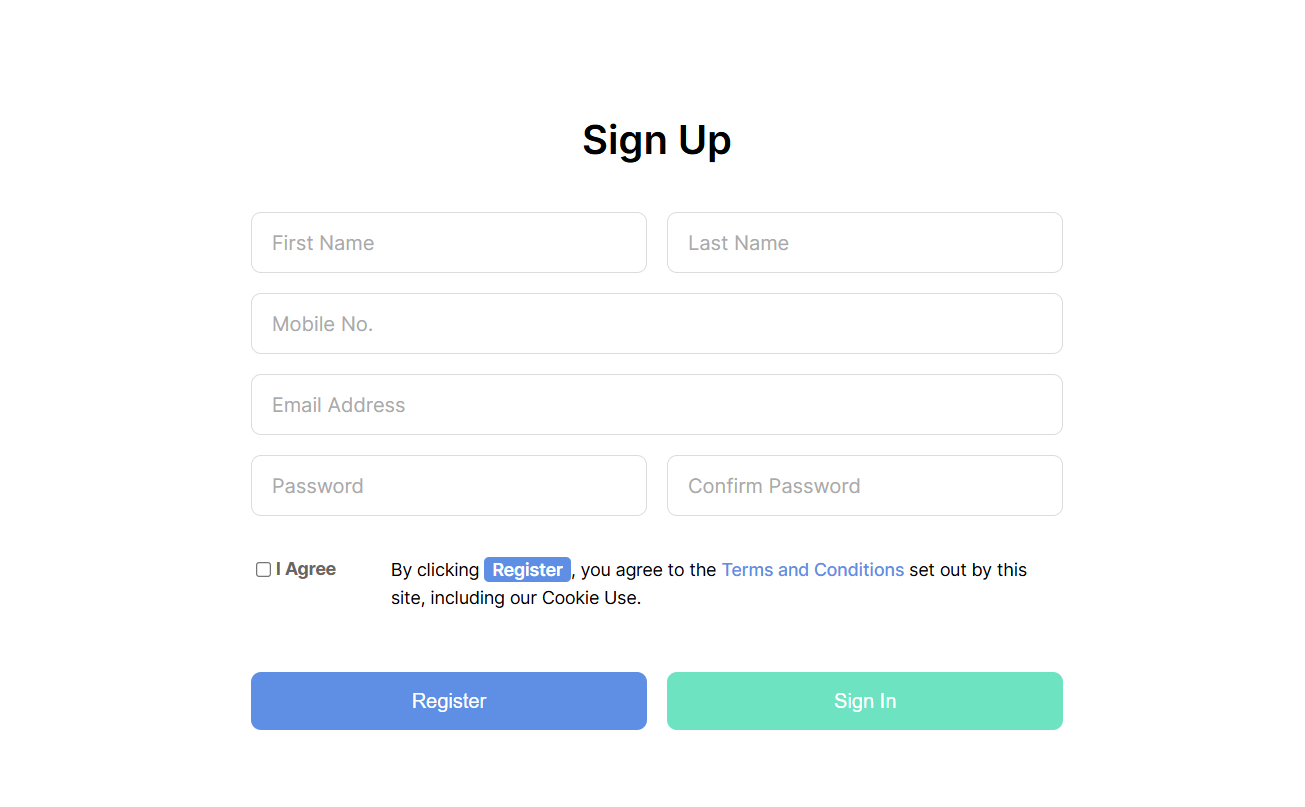 Sign Up
First Name Last Name
Mobile No.
Email Address
Password Confirm Password
I Agree By clicking Register, you agree to the Terms and Conditions set out by this
site, including our Cookie Use.
Register Sign In